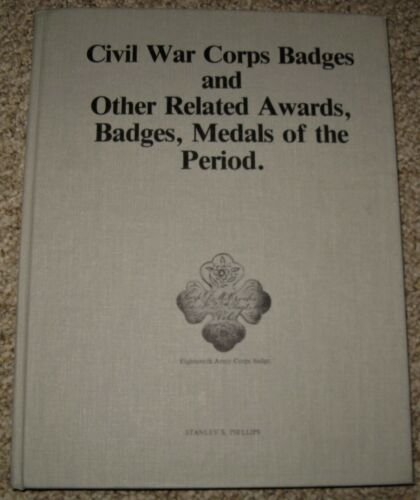 Civil War Corps Badges
and
Other Related Awards,
Badges, Medals of the
Period.
Eighteenth Army Corps Badge
STANLEY S. PHILLIPS